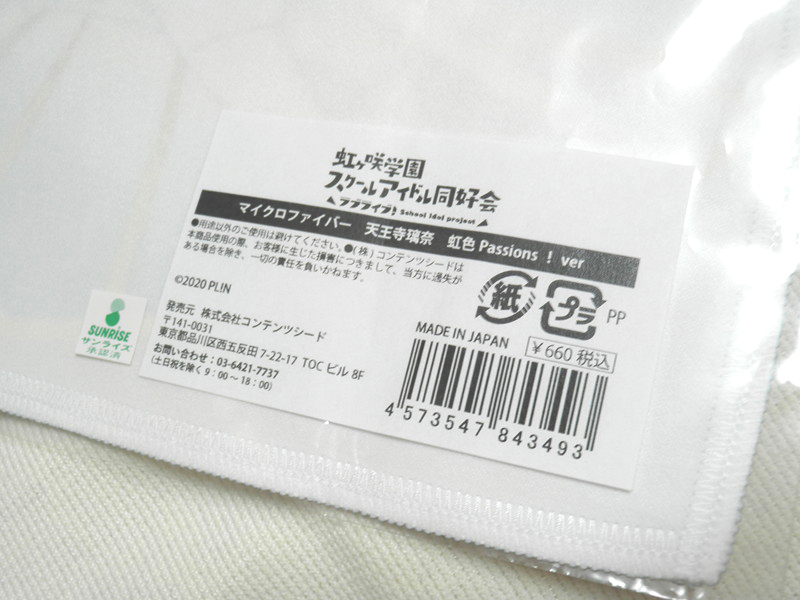 虹ヶ咲学園
スクールアイドル同好会
ラブライブ! School idol project
マイクロファイバー 天王寺璃奈 虹色 Passions ! ver
●用途以外のご使用は避けてください。●(株)コンテンツシードは
本商品使用の際、お客様に生じた損害につきまして、当方に過失が
ある場合を除き、一切の責任を負いかねます。
©2020 PLIN
紙 プラ PP
発売元 株式会社コンテンツシード
〒141-0031
東京都品川区西五反田 7-22-17 TOC ビル 8F
お問い合わせ:03-6421-7737
(土日祝を除く 9:00~18:00)
MADE IN JAPAN
¥660 税込
4 573547 843493
SUNRISE
サンライズ
承認済